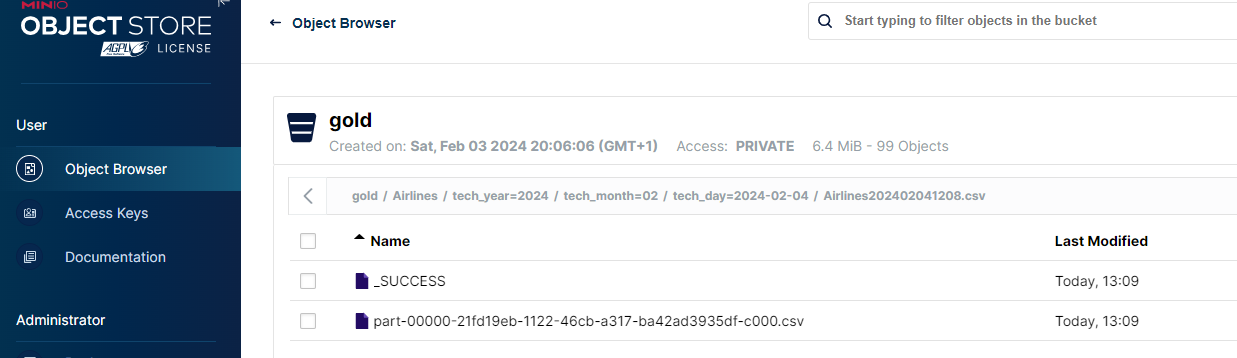 MINIO
OBJECT STORE
AGPLv3 LICENSE
User
Object Browser
Access Keys
Documentation
Administrator
Object Browser
Start typing to filter objects in the bucket
gold
Created on: Sat, Feb 03 2024 20:06:06 (GMT+1) Access: PRIVATE 6.4 MiB - 99 Objects
gold / Airlines / tech_year=2024 / tech_month=02 / tech_day=2024-02-04 / Airlines202402041208.csv
Name Last Modified
_SUCCESS Today, 13:09
part-00000-21fd19eb-1122-46cb-a317-ba42ad3935df-c000.csv Today, 13:09